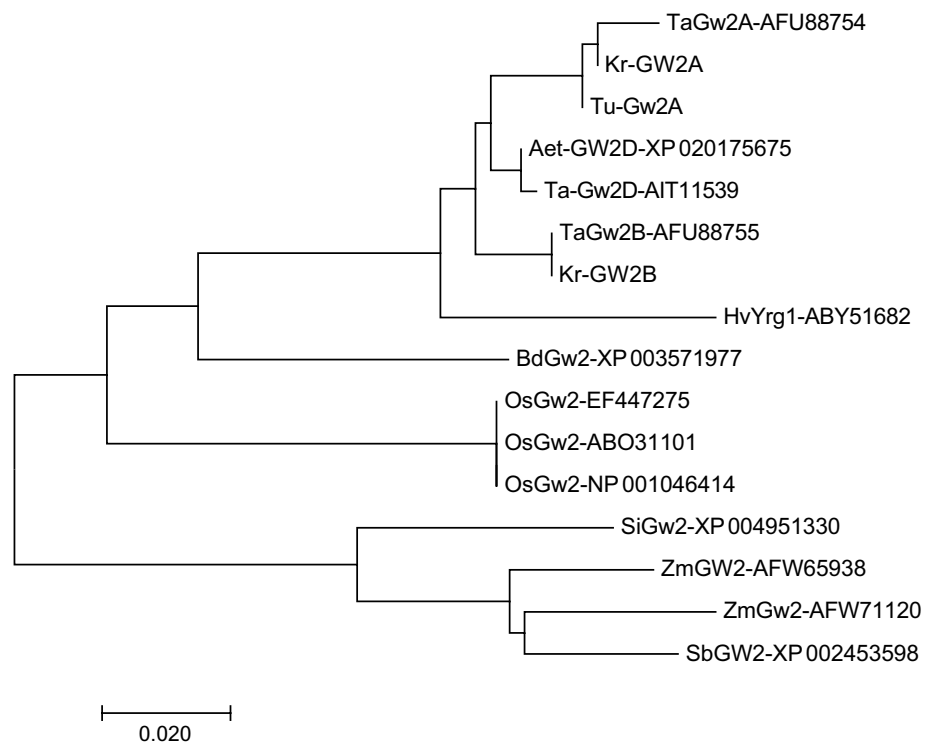 TaGw2A-AFU88754
Kr-GW2A
Tu-Gw2A
Aet-GW2D-XP 020175675
Ta-Gw2D-AIT11539
TaGw2B-AFU88755
Kr-GW2B
HvYrg1-ABY51682
BdGw2-XP 003571977
OsGw2-EF447275
OsGw2-ABO31101
OsGw2-NP 001046414
SiGw2-XP 004951330
ZmGW2-AFW65938
ZmGw2-AFW71120
SbGW2-XP 002453598
0.020